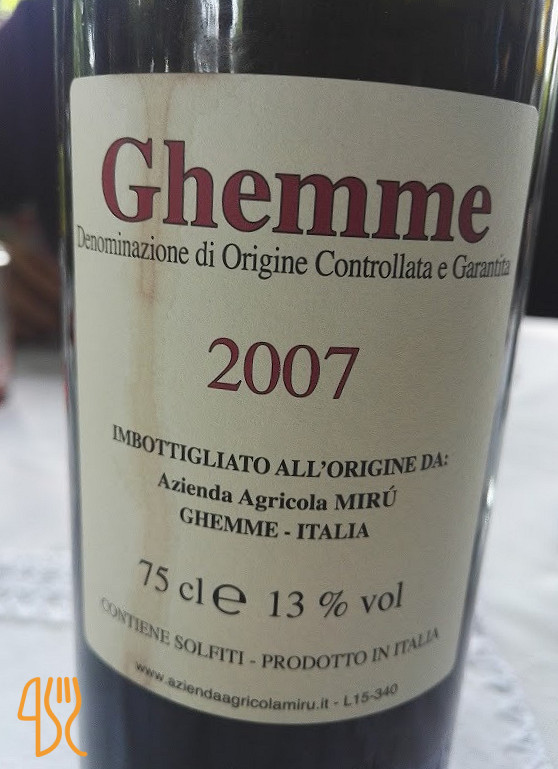 Ghemme
Denominazione di Origine Controllata e Garantita
2007
IMBOTTIGLIATO ALL'ORIGINE DA:
Azienda Agricola MIRÚ
GHEMME - ITALIA
75 cl e 13 % vol
CONTIENE SOLFITI - PRODOTTO IN ITALIA
www.aziendaagricolamiru.it - L15-340